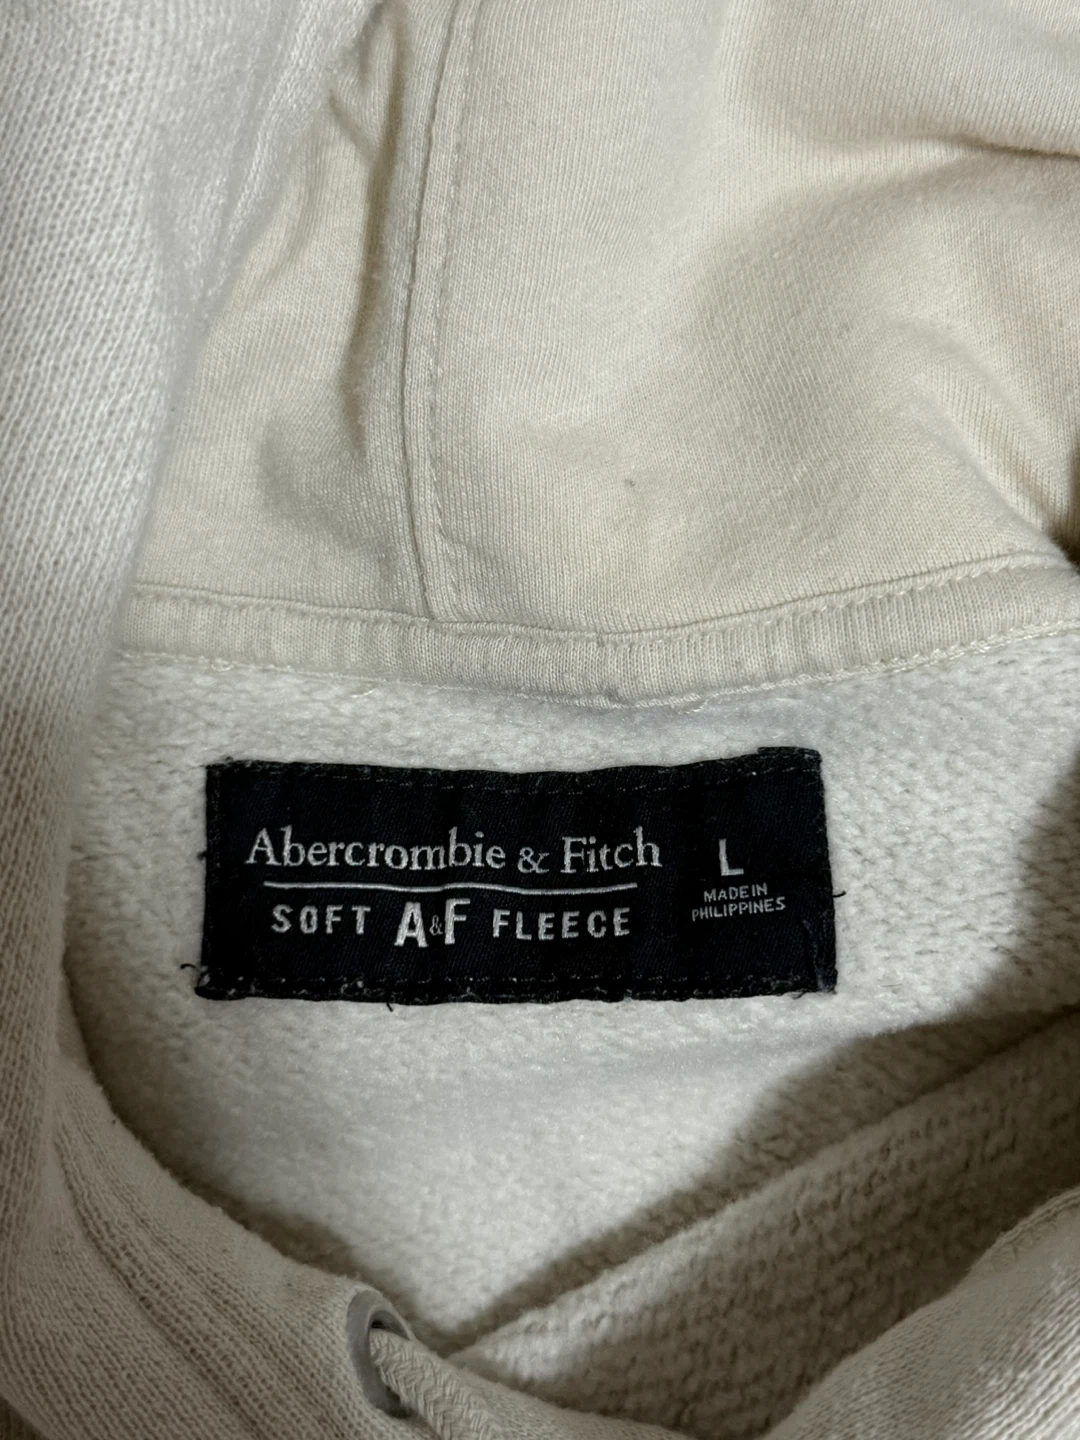 Abercrombie & Fitch
SOFT A&F FLEECE
L
MADE IN
PHILIPPINES